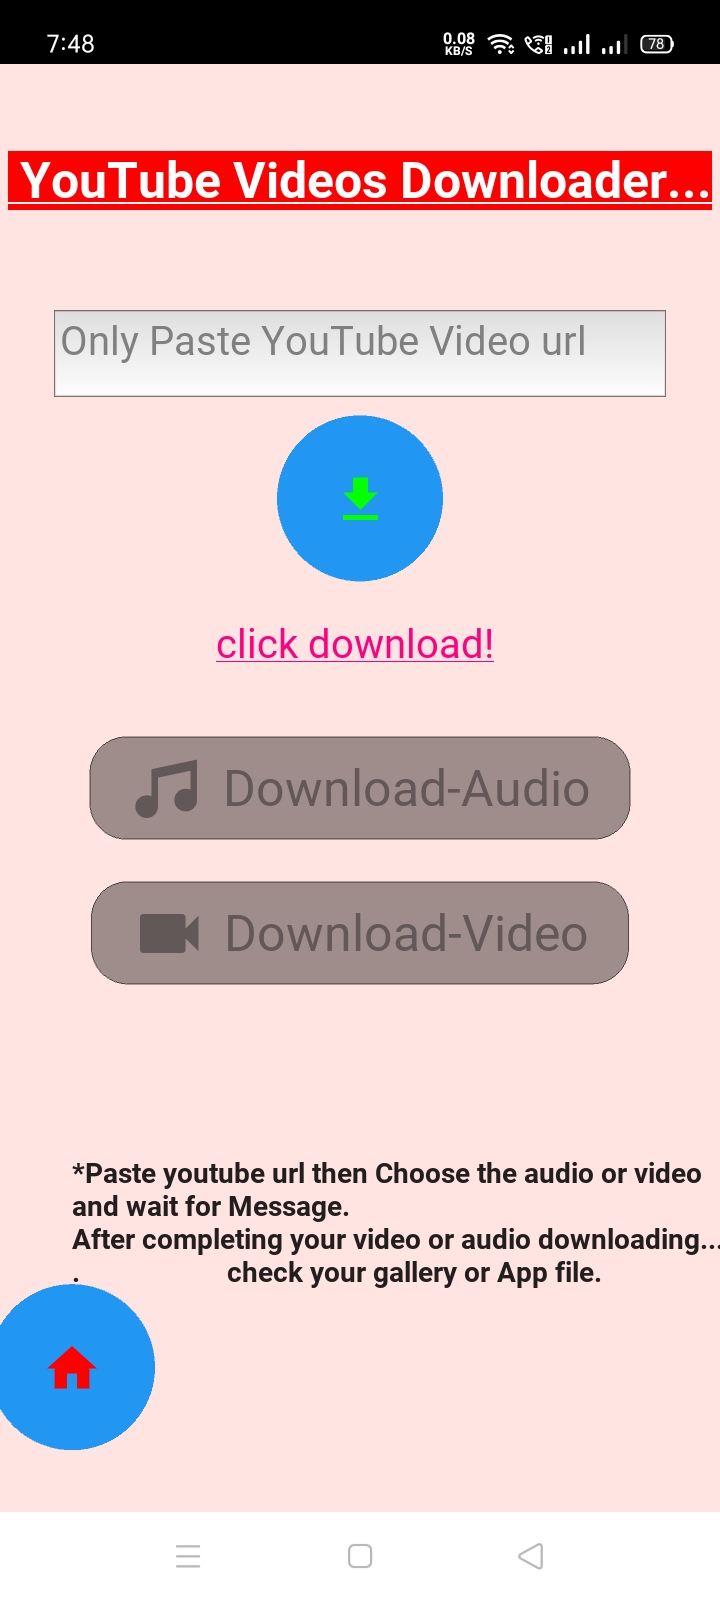 7:48
0.08
KB/S
1
2
78
YouTube Videos Downloader...
Only Paste YouTube Video url
click download!
Download-Audio
Download-Video
*Paste youtube url then Choose the audio or video
and wait for Message.
After completing your video or audio downloading...
. check your gallery or App file.